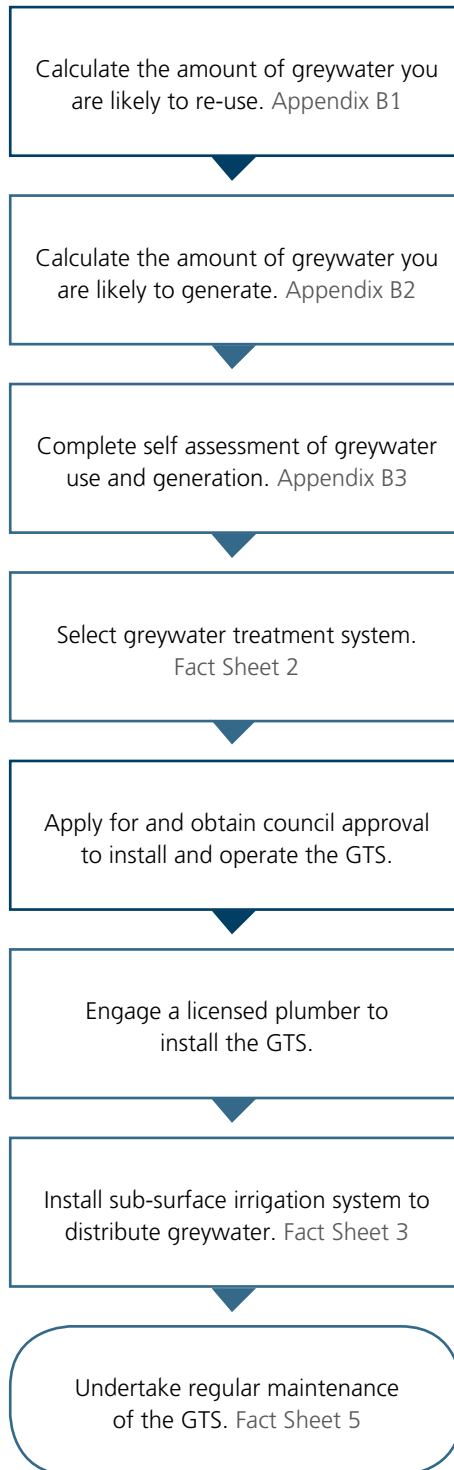 Calculate the amount of greywater you
are likely to re-use. Appendix B1
Calculate the amount of greywater you
are likely to generate. Appendix B2
Complete self assessment of greywater
use and generation. Appendix B3
Select greywater treatment system.
Fact Sheet 2
Apply for and obtain council approval
to install and operate the GTS.
Engage a licensed plumber to
install the GTS.
Install sub-surface irrigation system to
distribute greywater. Fact Sheet 3
Undertake regular maintenance
of the GTS. Fact Sheet 5